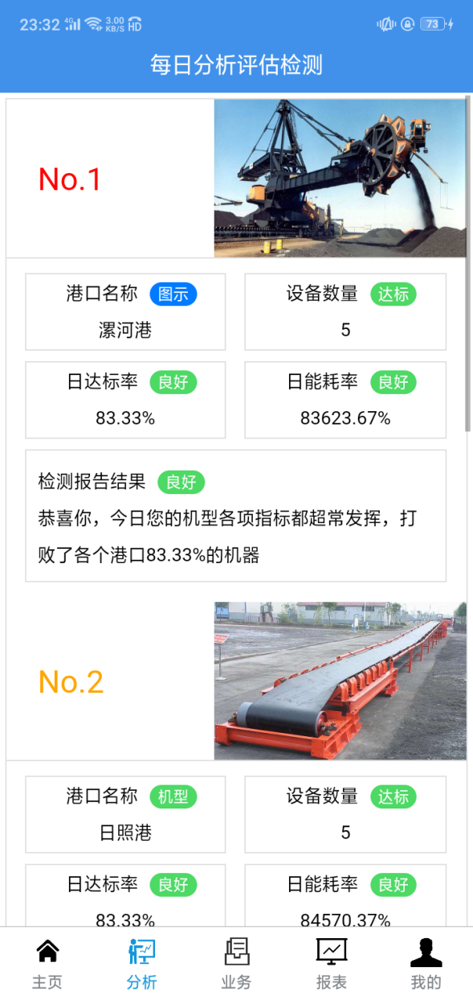 23:32 4G 3.00 KB/S HD 73
每日分析评估检测
No.1
港口名称 图示
漯河港
设备数量 达标
5
日达标率 良好
83.33%
日能耗率 良好
83623.67%
检测报告结果 良好
恭喜你，今日您的机型各项指标都超常发挥，打
败了各个港口83.33%的机器
No.2
港口名称 机型
日照港
设备数量 达标
5
日达标率 良好
83.33%
日能耗率 良好
84570.37%
主页 分析 业务 报表 我的